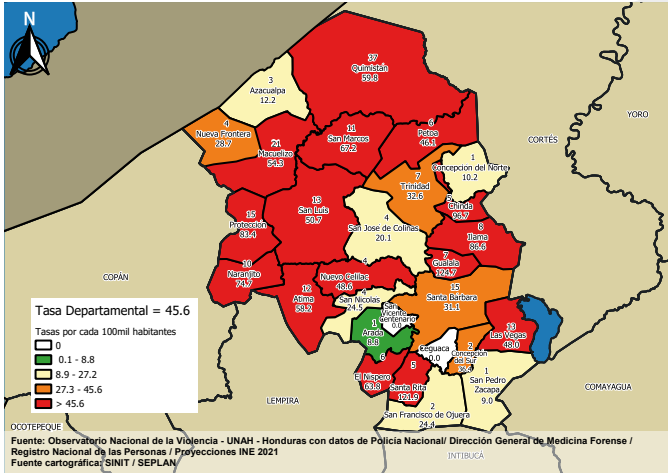 N
37
Quimistán
59.8
3
Azacualpa
12.2
YORO
4
Nueva Frontera
28.7
11
San Marcos
67.2
6
Petoa
46.1
CORTÉS
21
Macuelizo
54.3
1
Concepcion del Norte
10.2
7
Trinidad
32.6
13
San Luis
50.7
5
Chinda
96.7
15
Protección
83.4
4
San Jose de Colinas
20.1
8
Ilama
86.6
7
Gualala
124.7
10
Naranjito
74.7
4
Nuevo Celilac
48.6
COPÁN
12
Atima
58.2
4
San Nicolas
24.5
San
Vicente
Centenario
0.0
15
Santa Bárbara
31.1
Tasa Departamental = 45.6
Tasas por cada 100mil habitantes
0
0.1 - 8.8
8.9 - 27.2
27.3 - 45.6
> 45.6
1
Arada
8.8
13
Las Vegas
48.0
Ceguaca
0.0
2
Concepción
del Sur
6
El Nispero
63.8
5
Santa Rita
121.9
1
San Pedro
Zacapa
9.0
COMAYAGUA
LEMPIRA
2
San Francisco de Ojuera
24.4
OCOTEPEQUE
INTIBUCÁ
Fuente: Observatorio Nacional de la Violencia - UNAH - Honduras con datos de Policía Nacional/ Dirección General de Medicina Forense /
Registro Nacional de las Personas / Proyecciones INE 2021
Fuente cartográfica: SINIT / SEPLAN